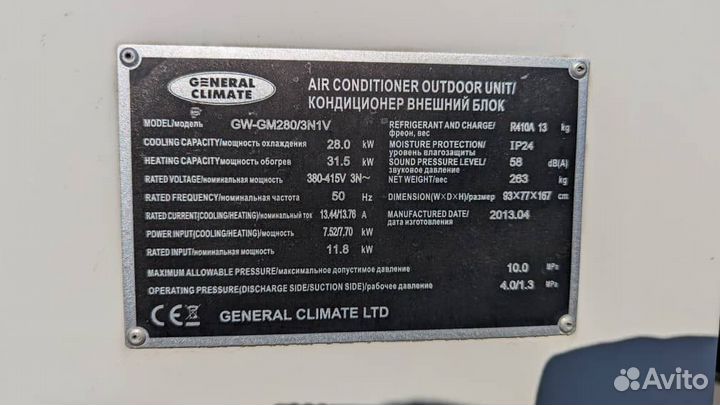 GENERAL CLIMATE
AIR CONDITIONER OUTDOOR UNIT/
КОНДИЦИОНЕР ВНЕШНИЙ БЛОК
MODEL/модель GW-GM280/3N1V
COOLING CAPACITY/мощность охлаждения 28.0 kW
HEATING CAPACITY/мощность обогрев 31.5 kW
RATED VOLTAGE/номинальная мощность 380-415V 3N~
RATED FREQUENCY/номинальная частота 50 Hz
RATED CURRENT(COOLING/HEATING)/номинальный ток 13.44/13.76 A
POWER INPUT(COOLING/HEATING)/мощность 7.52/7.70 kW
RATED INPUT/номинальная мощность 11.8 kW
REFRIGERANT AND CHARGE/ R410A 13 kg
фреон, вес
MOISTURE PROTECTION/ IP24
уровень влагозащиты
SOUND PRESSURE LEVEL/ 58 dB(A)
звуковое давление
NET WEIGHT/вес 263 kg
DIMENSION(W×D×H)/размер 93×77×167 cm
MANUFACTURED DATE/ 2013.04
дата изготовления
MAXIMUM ALLOWABLE PRESSURE/максимальное допустимое давление 10.0 MPa
OPERATING PRESSURE(DISCHARGE SIDE/SUCTION SIDE)/рабочее давление 4.0/1.3 MPa
CE GENERAL CLIMATE LTD
Avito